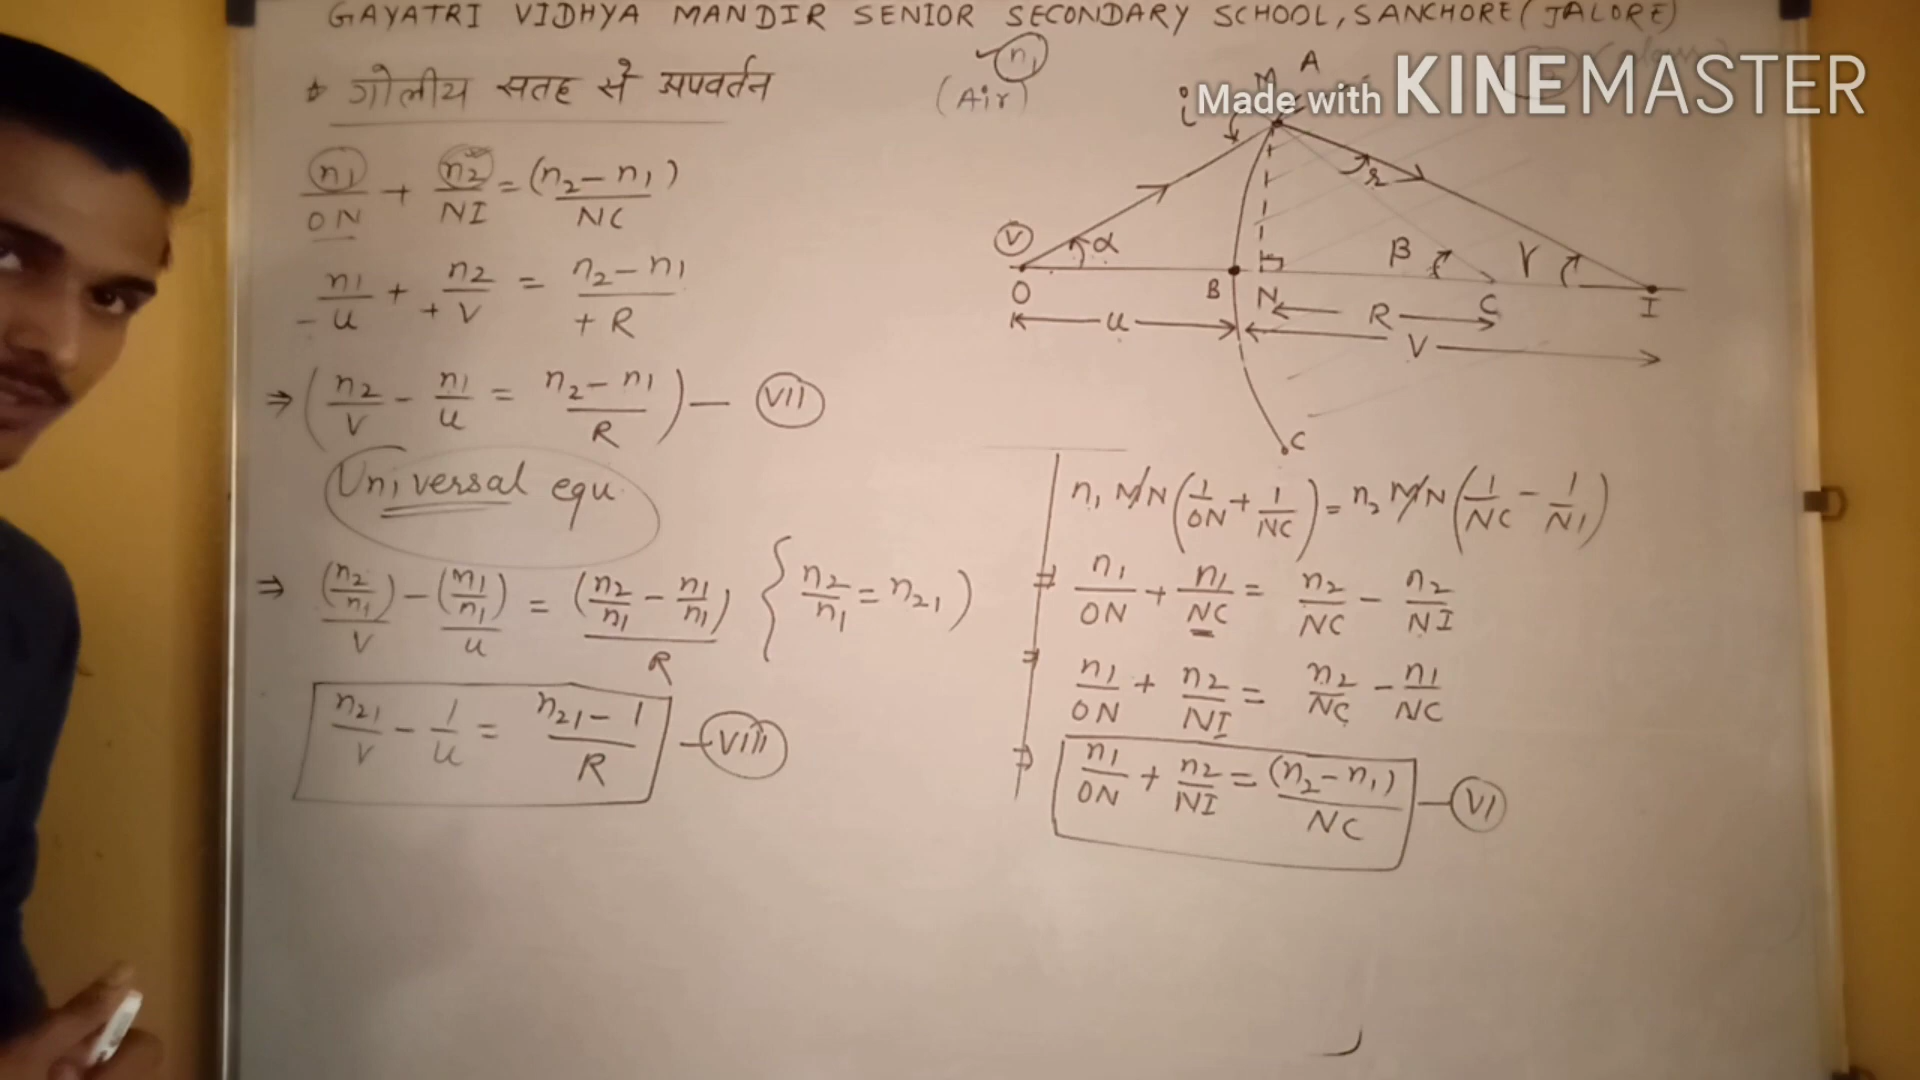 GAYATRI VIDHYA MANDIR SENIOR SECONDARY SCHOOL, SANCHORE (JALORE)
* गोलीय सतह से अपवर्तन
n1/ON + n2/NI = (n2-n1)/NC
n1/-u + n2/+V = n2-n1/+R
⇒ (n2/V - n1/u = n2-n1/R) — VII
Universal equ.
⇒ (n2/n1)/V - (n1/n1)/u = (n2/n1 - n1/n1)/R { n2/n1 = n21 )
n21/V - 1/u = n21-1/R — VIII
n1
(Air)
Made with KINEMASTER
A
M
i
r
V
α
β
γ
O
B
N
C
I
u
R
V
C
n1 MN (1/ON + 1/NC) = n2 MN (1/NC - 1/NI)
⇒ n1/ON + n1/NC = n2/NC - n2/NI
⇒ n1/ON + n2/NI = n2/NC - n1/NC
⇒ n1/ON + n2/NI = (n2-n1)/NC — VI